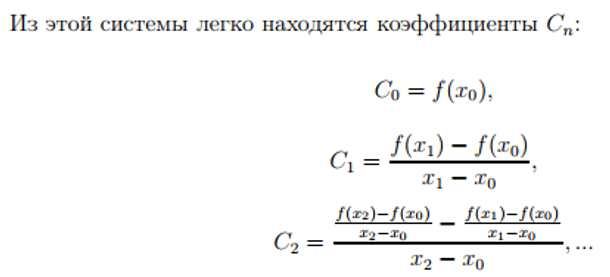 Из этой системы легко находятся коэффициенты Cₙ:
C₀ = f(x₀),
C₁ = (f(x₁) − f(x₀)) / (x₁ − x₀),
C₂ = ((f(x₂)−f(x₀)) / (x₂−x₀) − (f(x₁)−f(x₀)) / (x₁−x₀)) / (x₂ − x₀), ...